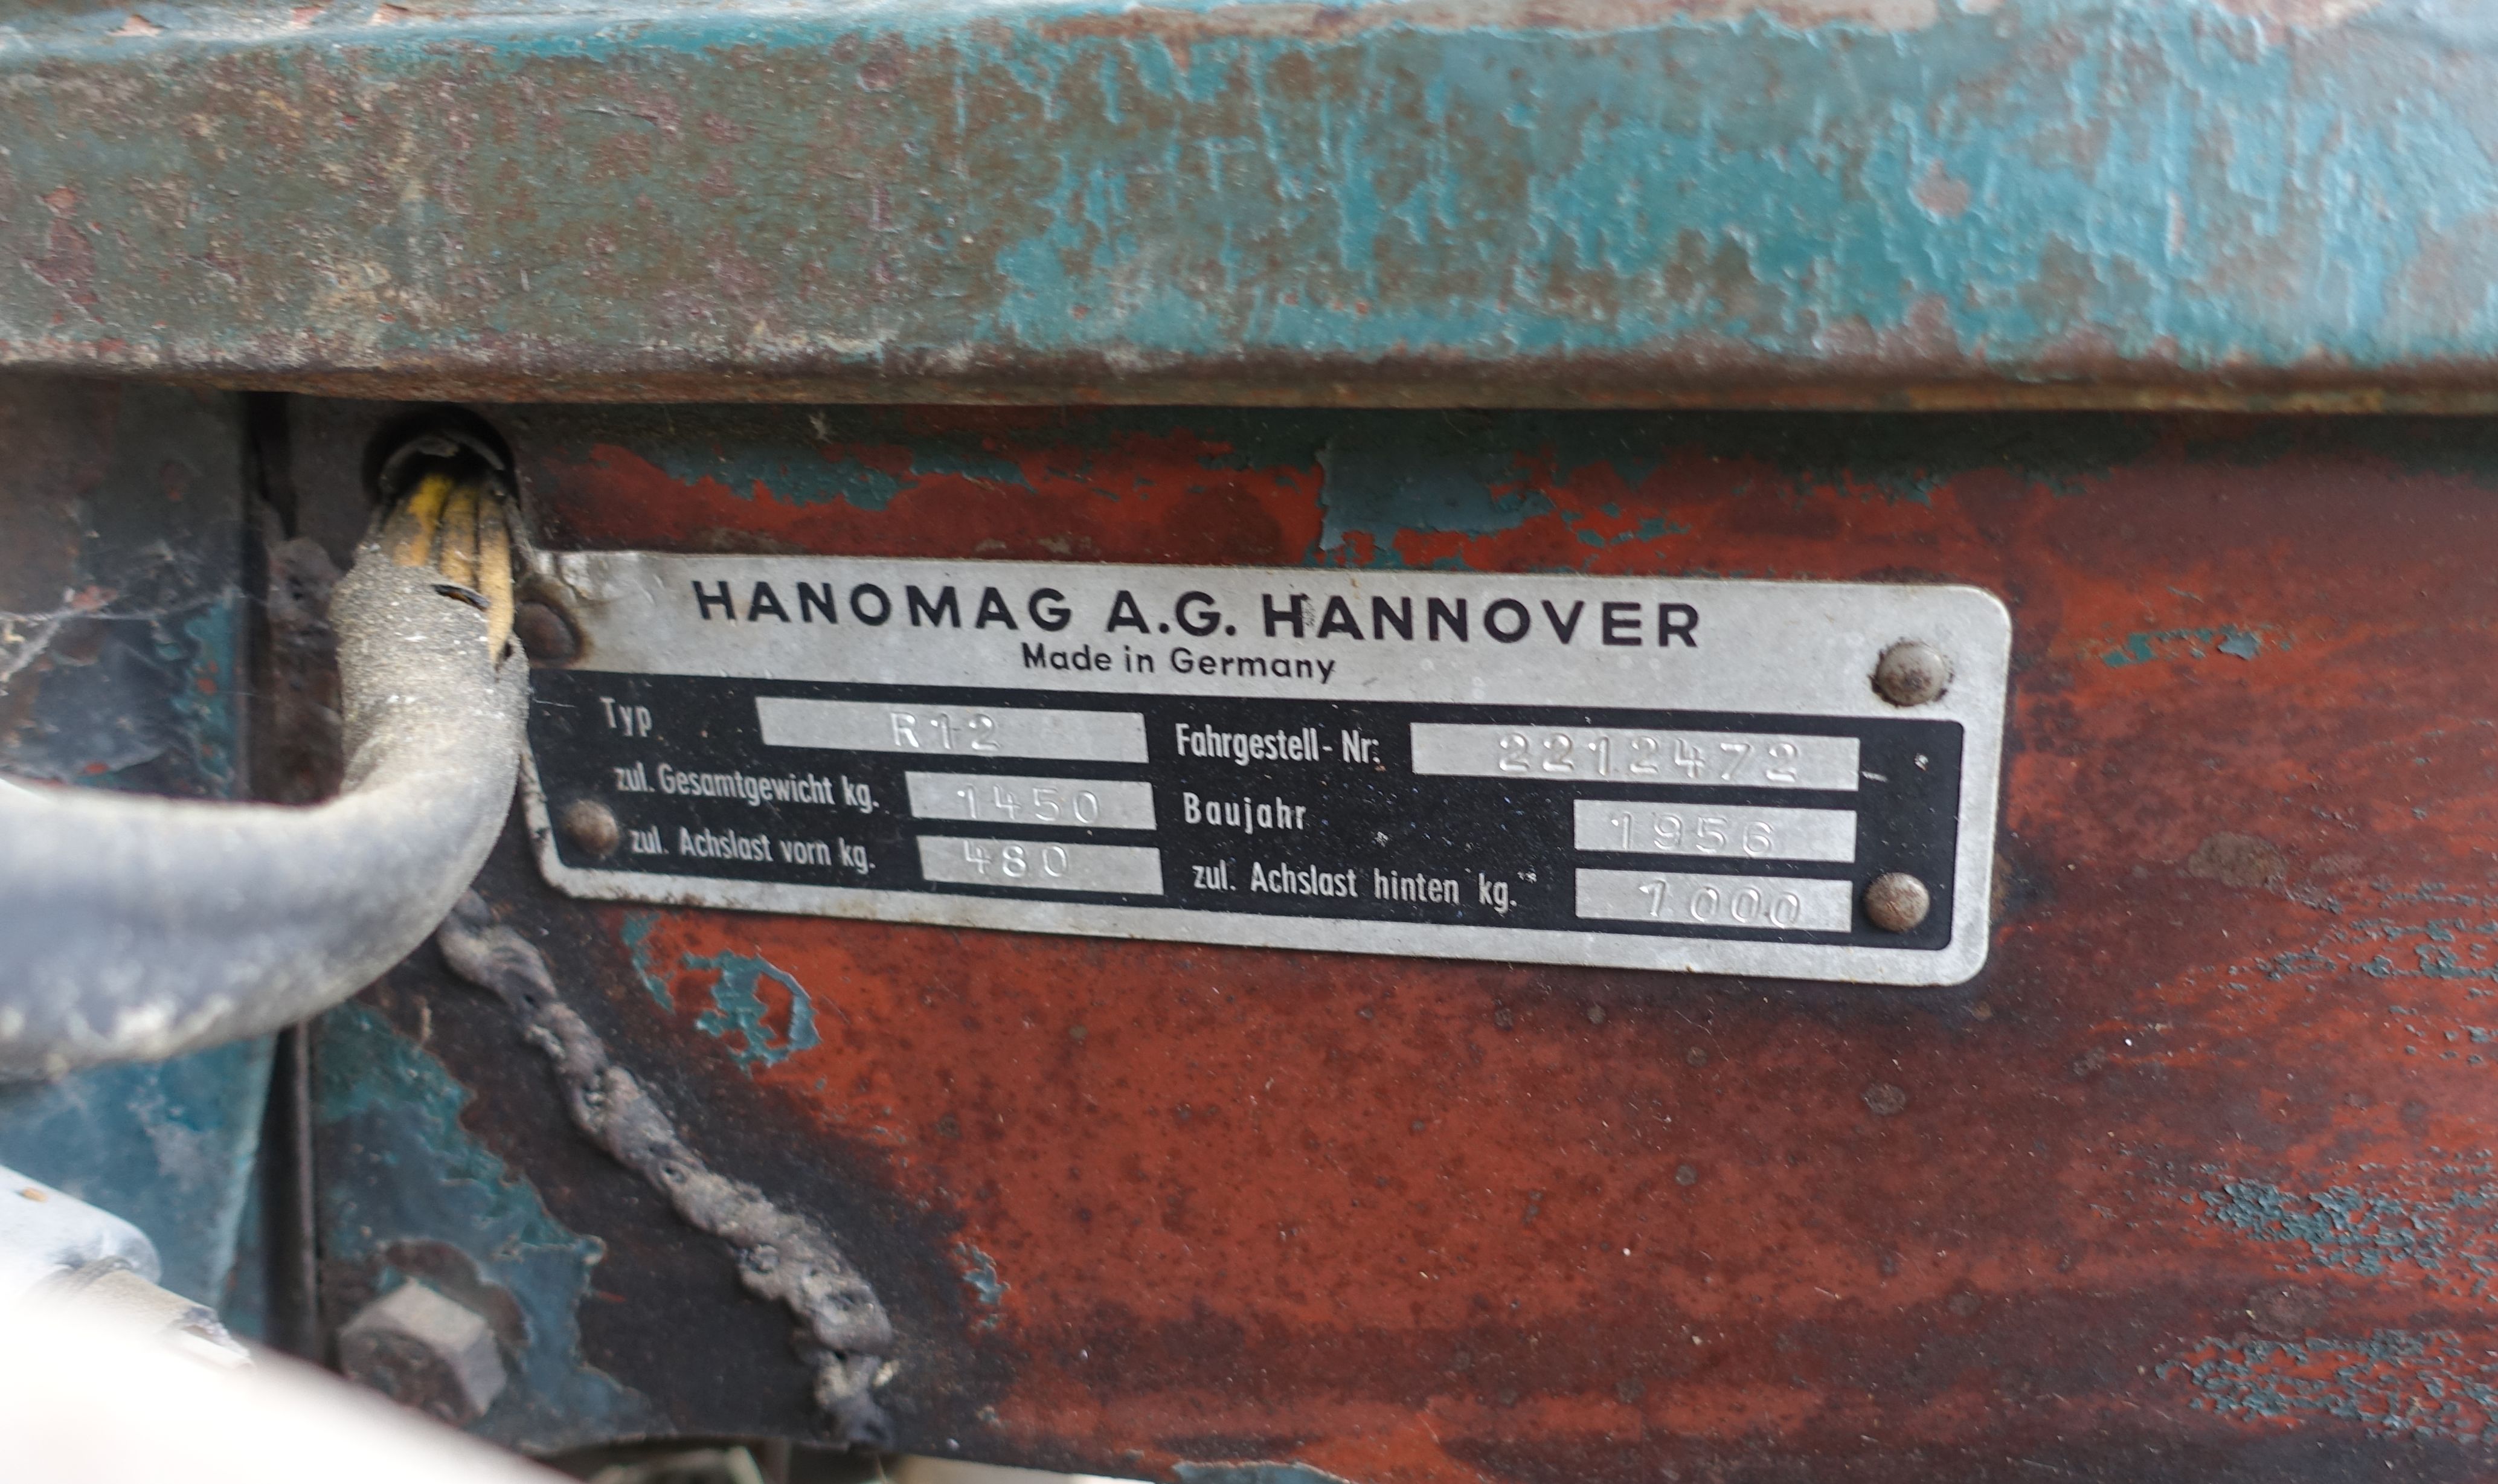 HANOMAG A.G. HANNOVER
Made in Germany
Typ R12 Fahrgestell-Nr: 2212472
zul. Gesamtgewicht kg. 1450 Baujahr 1956
zul. Achslast vorn kg. 480 zul. Achslast hinten kg. 1000